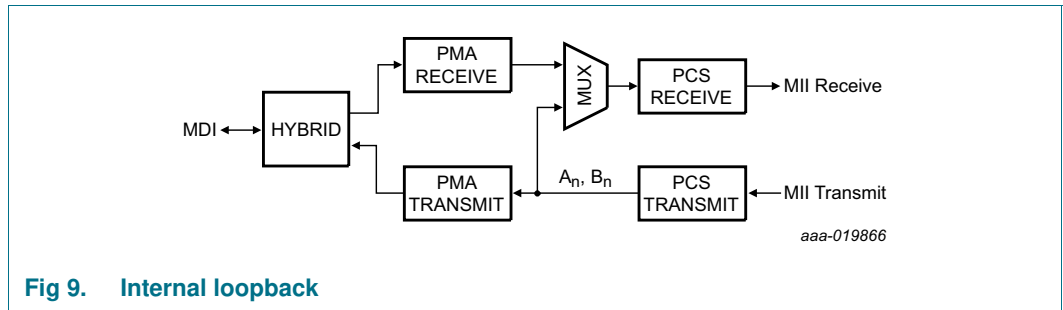 PMA
RECEIVE
MUX
PCS
RECEIVE
MII Receive
MDI
HYBRID
PMA
TRANSMIT
An, Bn
PCS
TRANSMIT
MII Transmit
aaa-019866
Fig 9. Internal loopback